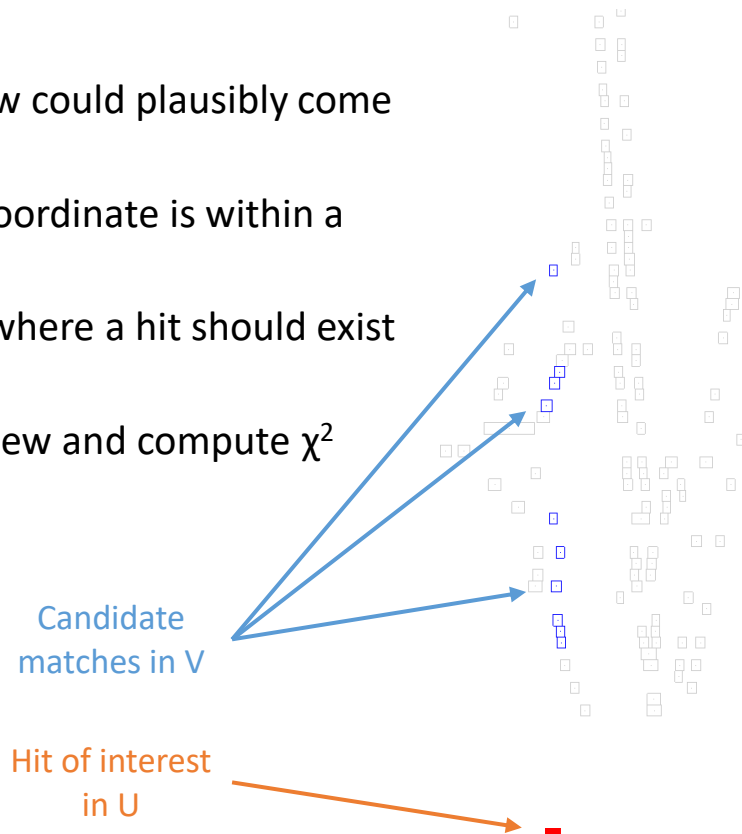 w could plausibly come
oordinate is within a
where a hit should exist
ew and compute χ²
Candidate
matches in V
Hit of interest
in U